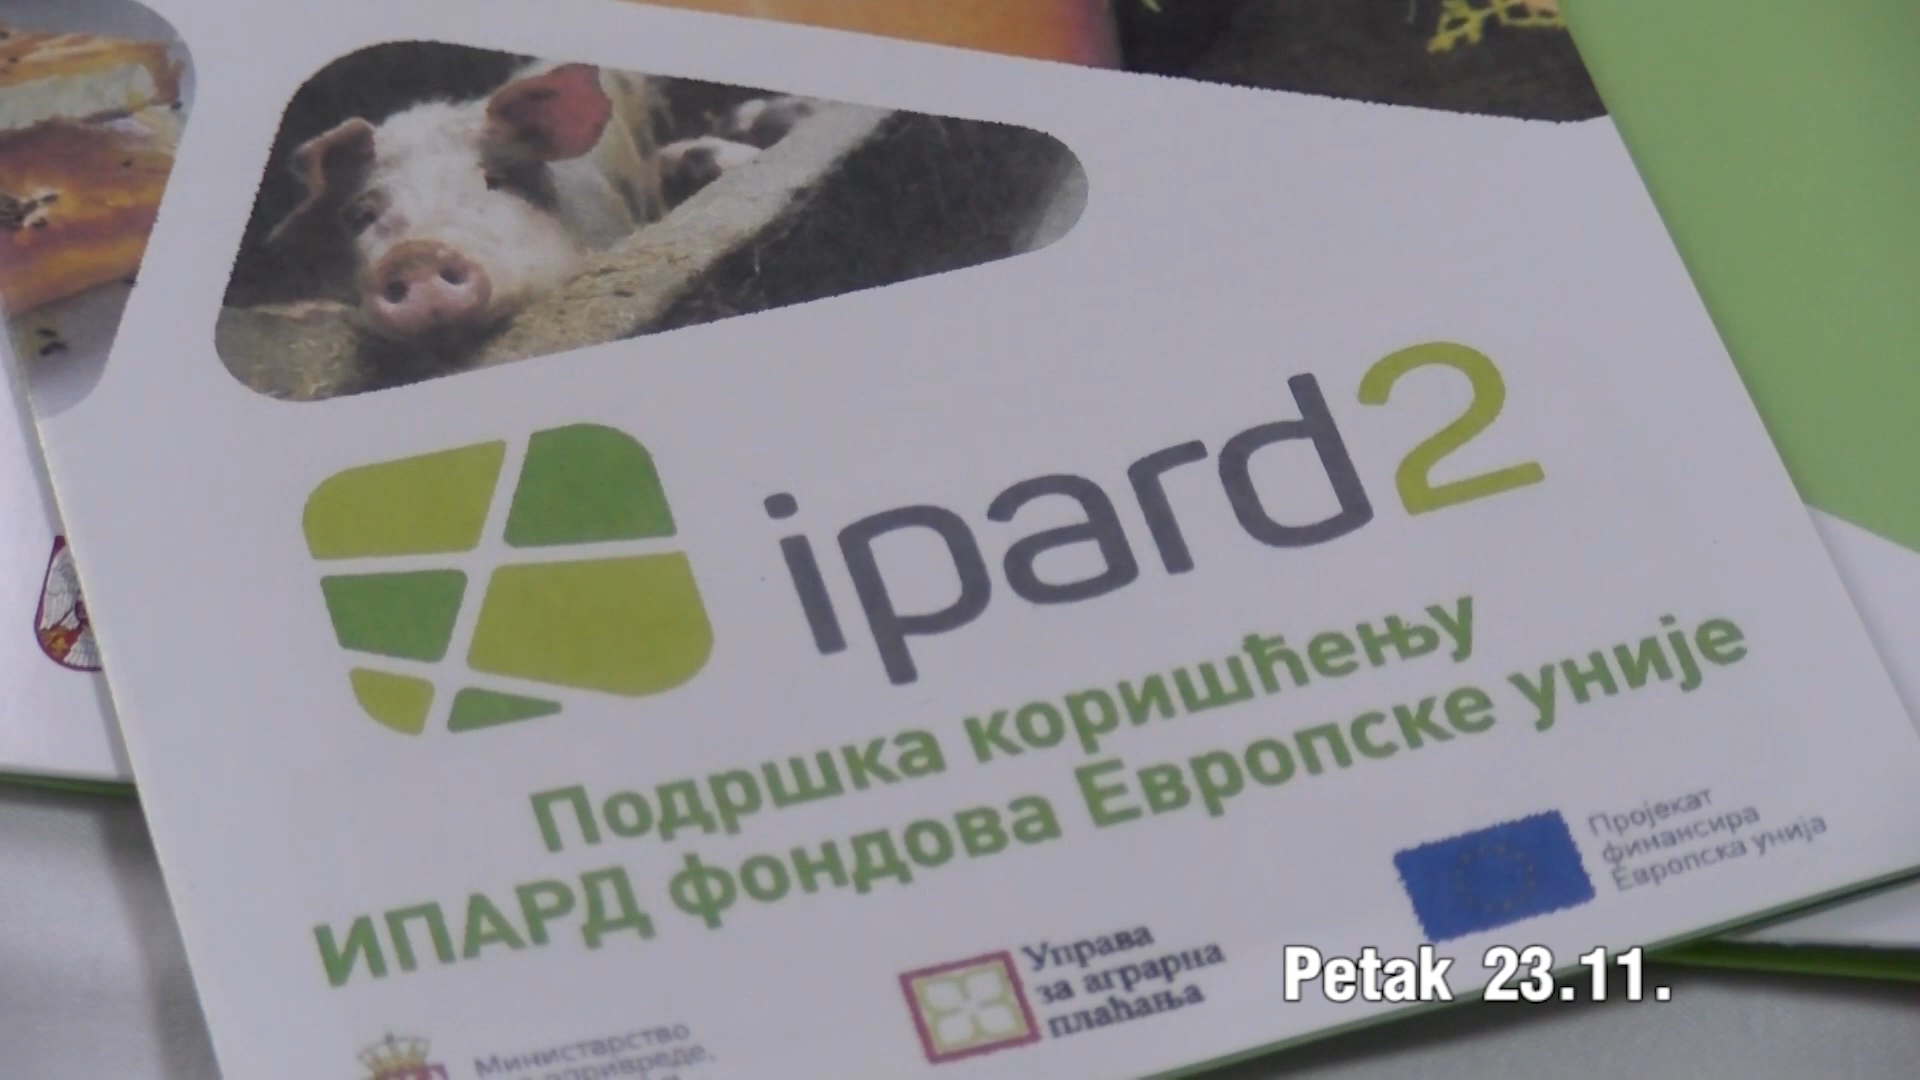 ipard2
Подршка коришћењу
ИПАРД фондова Европске уније
Пројекат
финансира
Европска унија
Управа
за аграрна
плаћања
Министарство
Petak 23.11.